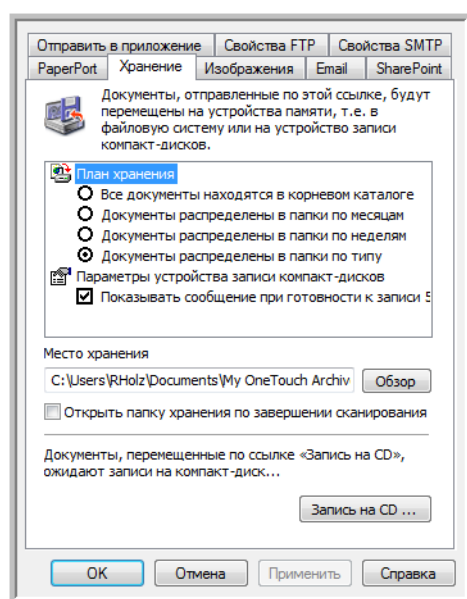 Отправить в приложение Свойства FTP Свойства SMTP
PaperPort Хранение Изображения Email SharePoint
Документы, отправленные по этой ссылке, будут
перемещены на устройства памяти, т.е. в
файловую систему или на устройство записи
компакт-дисков.
План хранения
Все документы находятся в корневом каталоге
Документы распределены в папки по месяцам
Документы распределены в папки по неделям
Документы распределены в папки по типу
Параметры устройства записи компакт-дисков
Показывать сообщение при готовности к записи 5
Место хранения
C:\Users\RHolz\Documents\My OneTouch Archiv Обзор
Открыть папку хранения по завершении сканирования
Документы, перемещенные по ссылке «Запись на CD»,
ожидают записи на компакт-диск...
Запись на CD ...
OK Отмена Применить Справка